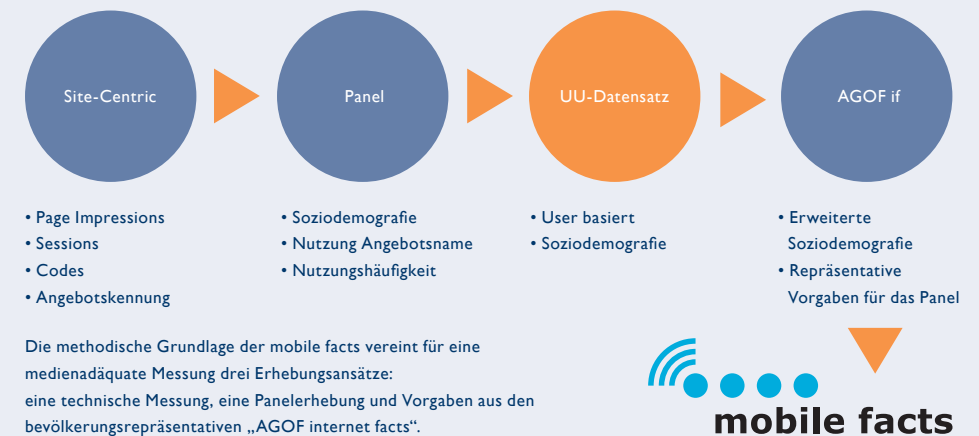 Site-Centric
Panel
UU-Datensatz
AGOF if
• Page Impressions
• Sessions
• Codes
• Angebotskennung
• Soziodemografie
• Nutzung Angebotsname
• Nutzungshäufigkeit
• User basiert
• Soziodemografie
• Erweiterte
Soziodemografie
• Repräsentative
Vorgaben für das Panel
Die methodische Grundlage der mobile facts vereint für eine
medienadäquate Messung drei Erhebungsansätze:
eine technische Messung, eine Panelerhebung und Vorgaben aus den
bevölkerungsrepräsentativen „AGOF internet facts“.
mobile facts